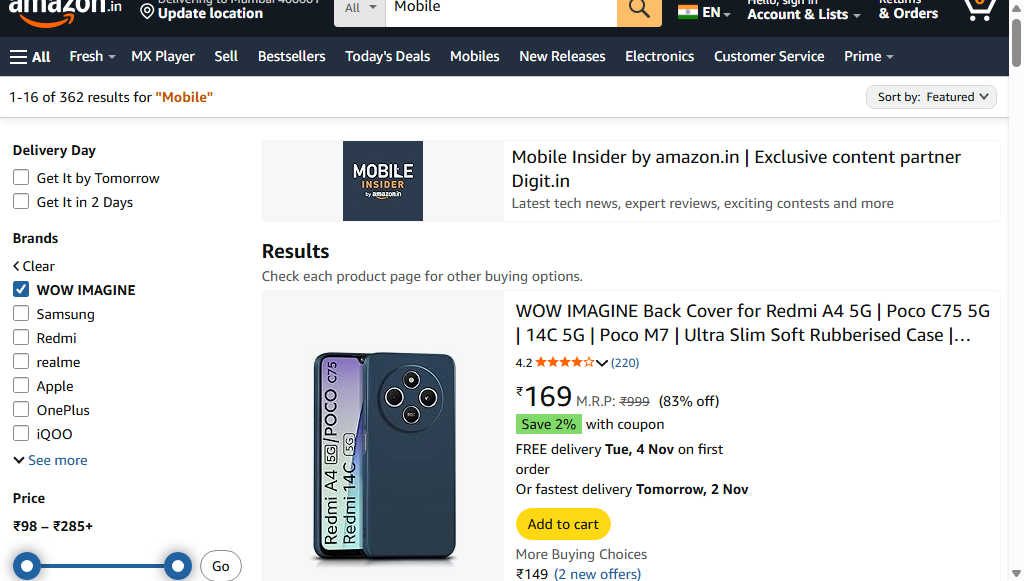 amazon.in
Delivering to Mumbai 400001
Update location
All
Mobile
EN
Hello, sign in
Account & Lists
Returns
& Orders
0
All
Fresh
MX Player
Sell
Bestsellers
Today's Deals
Mobiles
New Releases
Electronics
Customer Service
Prime
1-16 of 362 results for "Mobile"
Sort by: Featured
Delivery Day
Get It by Tomorrow
Get It in 2 Days
Brands
Clear
WOW IMAGINE
Samsung
Redmi
realme
Apple
OnePlus
iQOO
See more
Price
₹98 – ₹285+
Go
MOBILE
INSIDER
by amazon.in
Mobile Insider by amazon.in | Exclusive content partner
Digit.in
Latest tech news, expert reviews, exciting contests and more
Results
Check each product page for other buying options.
Redmi A4 5G/POCO C75
Redmi 14C 5G
WOW IMAGINE Back Cover for Redmi A4 5G | Poco C75 5G
| 14C 5G | Poco M7 | Ultra Slim Soft Rubberised Case |...
4.2 (220)
₹169 M.R.P: ₹999 (83% off)
Save 2% with coupon
FREE delivery Tue, 4 Nov on first
order
Or fastest delivery Tomorrow, 2 Nov
Add to cart
More Buying Choices
₹149 (2 new offers)